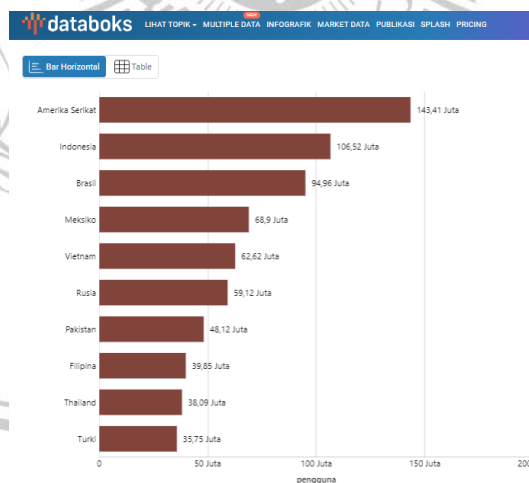 databoks LIHAT TOPIK MULTIPLE DATA NEW INFOGRAFIK MARKET DATA PUBLIKASI SPLASH PRICING
Bar Horizontal Table
Amerika Serikat 143,41 Juta
Indonesia 106,52 Juta
Brasil 94,96 Juta
Meksiko 68,9 Juta
Vietnam 62,62 Juta
Rusia 59,12 Juta
Pakistan 48,12 Juta
Filipina 39,85 Juta
Thailand 38,09 Juta
Turki 35,75 Juta
0 50 Juta 100 Juta 150 Juta 200
pengguna